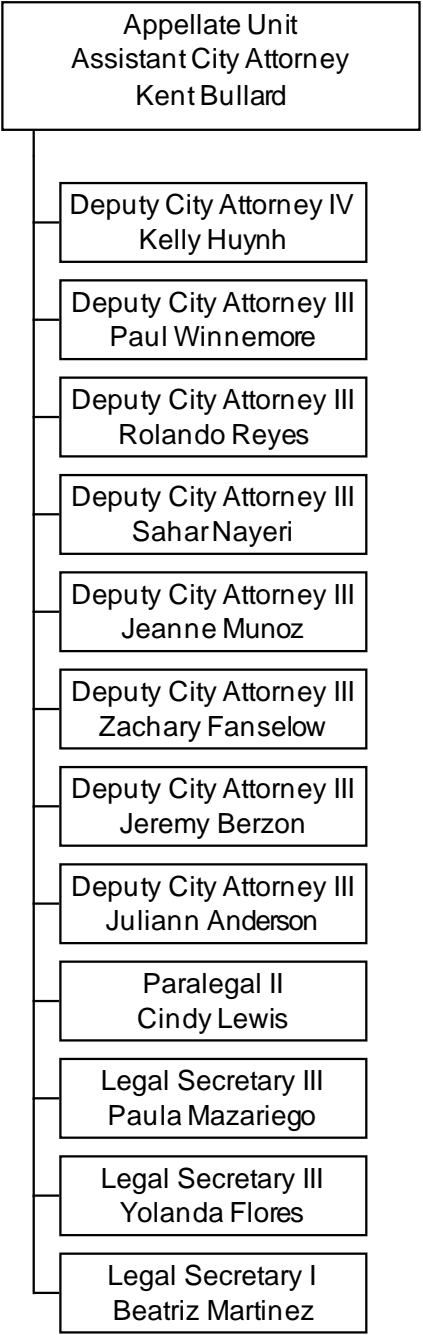 Appellate Unit
Assistant City Attorney
Kent Bullard
Deputy City Attorney IV
Kelly Huynh
Deputy City Attorney III
Paul Winnemore
Deputy City Attorney III
Rolando Reyes
Deputy City Attorney III
Sahar Nayeri
Deputy City Attorney III
Jeanne Munoz
Deputy City Attorney III
Zachary Fanselow
Deputy City Attorney III
Jeremy Berzon
Deputy City Attorney III
Juliann Anderson
Paralegal II
Cindy Lewis
Legal Secretary III
Paula Mazariego
Legal Secretary III
Yolanda Flores
Legal Secretary I
Beatriz Martinez